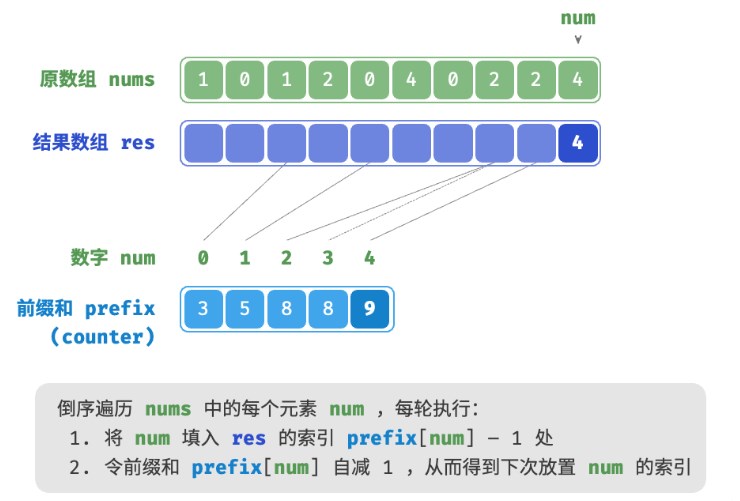 num
原数组 nums 1 0 1 2 0 4 0 2 2 4
结果数组 res 4
数字 num 0 1 2 3 4
前缀和 prefix 3 5 8 8 9
(counter)
倒序遍历 nums 中的每个元素 num ，每轮执行：
1. 将 num 填入 res 的索引 prefix[num] – 1 处
2. 令前缀和 prefix[num] 自减 1 ，从而得到下次放置 num 的索引